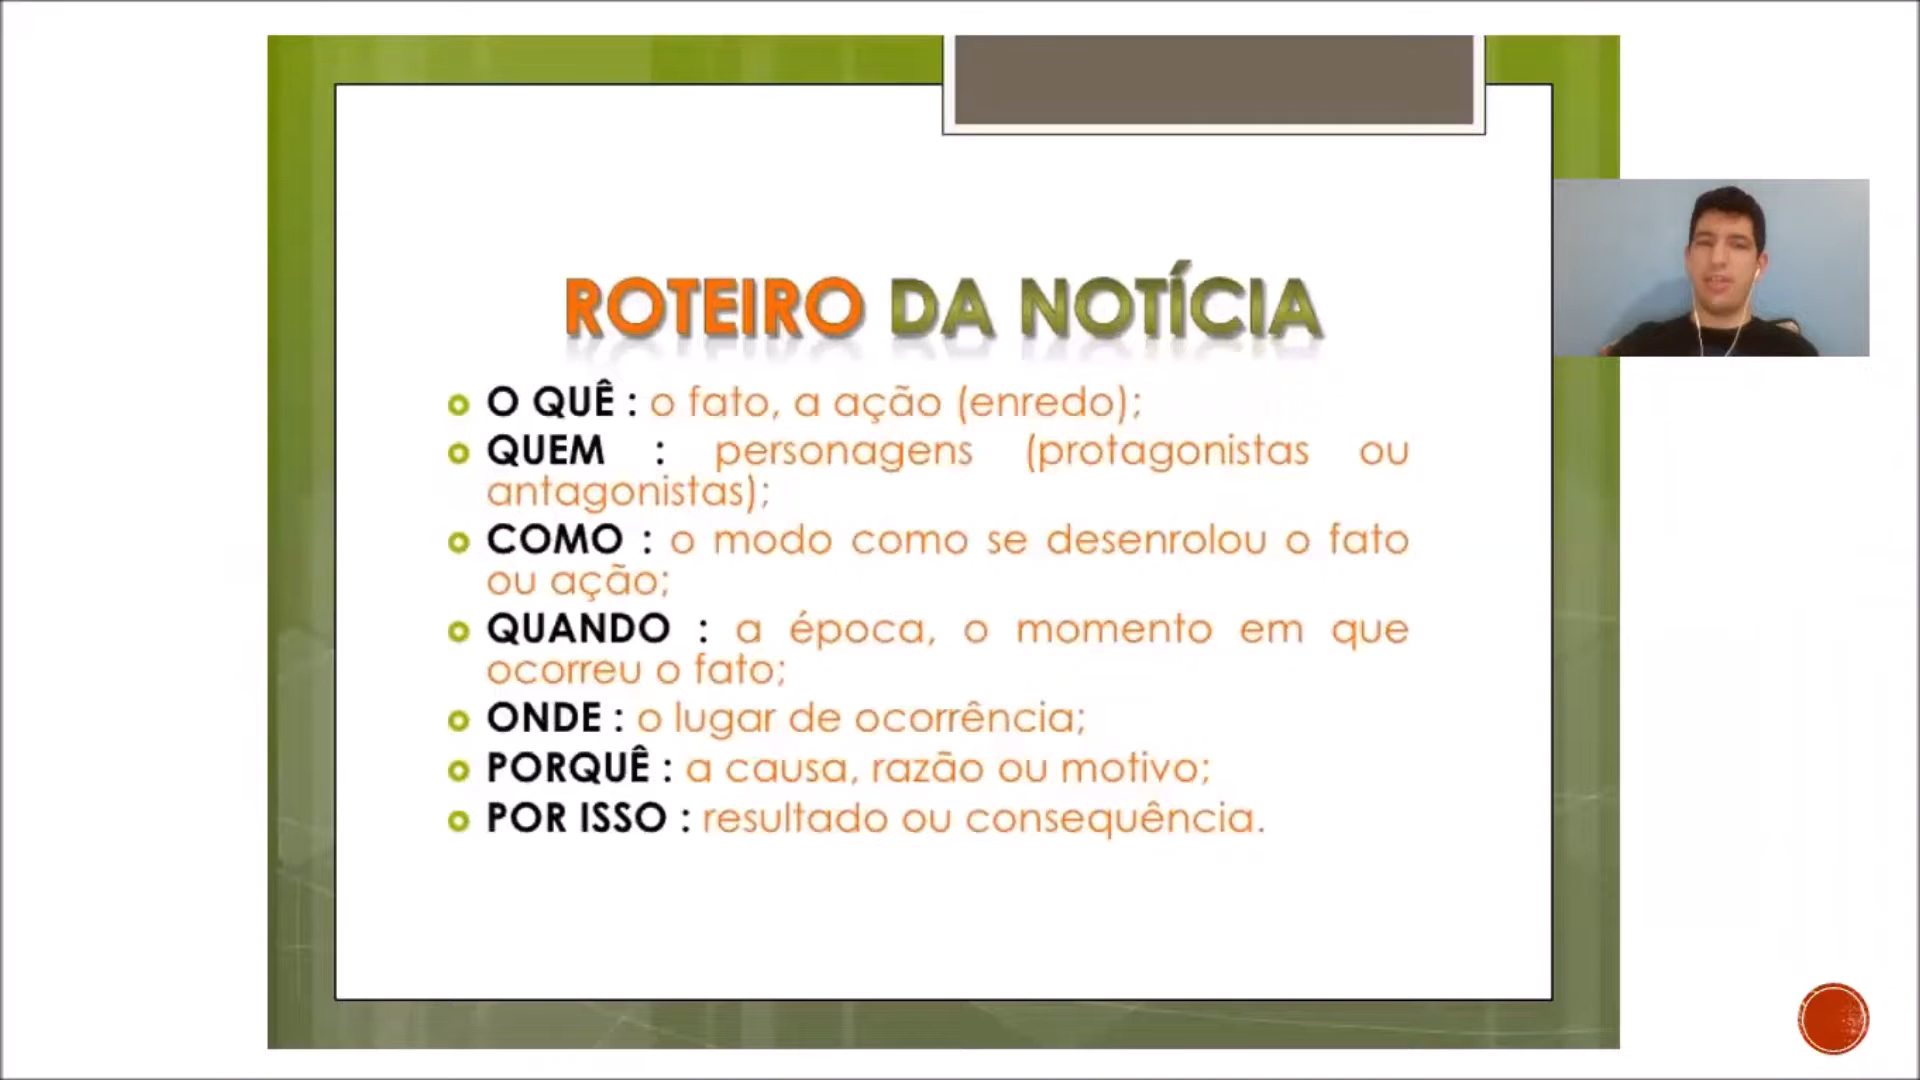 ROTEIRO DA NOTÍCIA
O QUÊ : o fato, a ação (enredo);
QUEM : personagens (protagonistas ou
antagonistas);
COMO : o modo como se desenrolou o fato
ou ação;
QUANDO : a época, o momento em que
ocorreu o fato;
ONDE : o lugar de ocorrência;
PORQUÊ : a causa, razão ou motivo;
POR ISSO : resultado ou consequência.